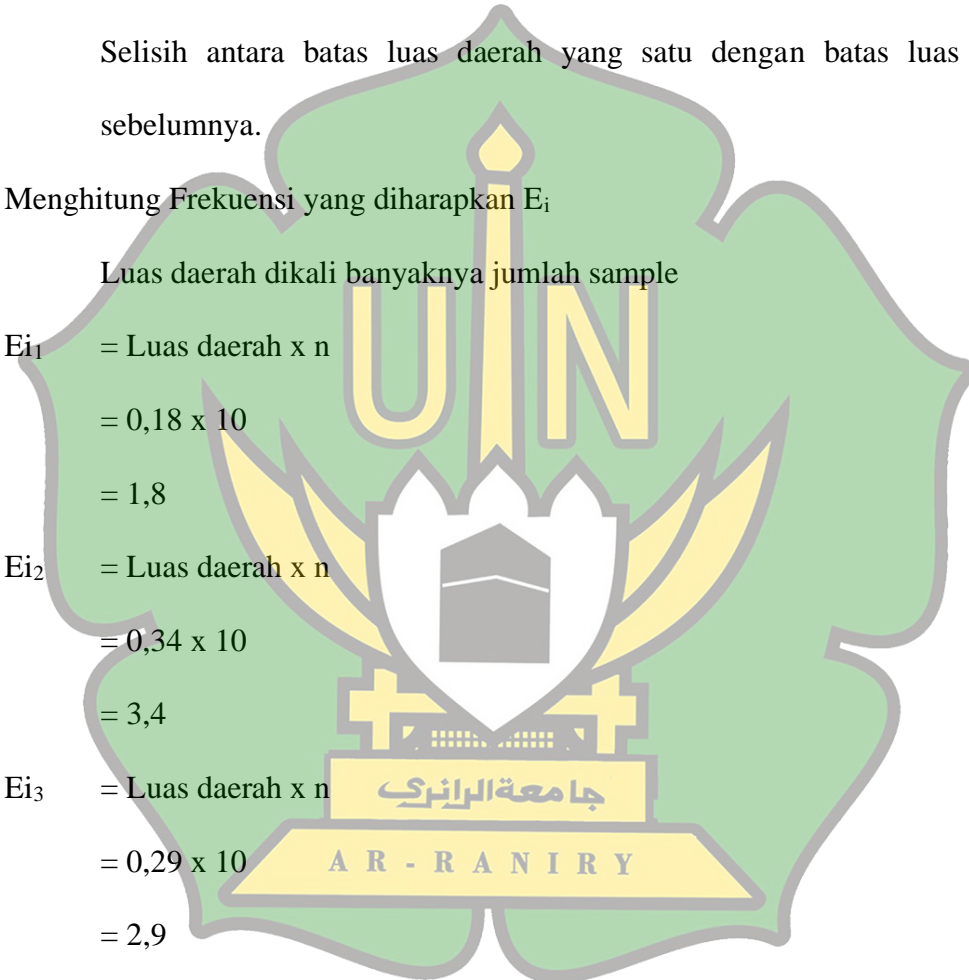 Selisih antara batas luas daerah yang satu dengan batas luas
sebelumnya.
Menghitung Frekuensi yang diharapkan Ei
Luas daerah dikali banyaknya jumlah sample
UIN
Ei1 = Luas daerah x n
= 0,18 x 10
= 1,8
Ei2 = Luas daerah x n
= 0,34 x 10
= 3,4
Ei3 = Luas daerah x n
جامعةالرانري
= 0,29 x 10
AR-RANIRY
= 2,9